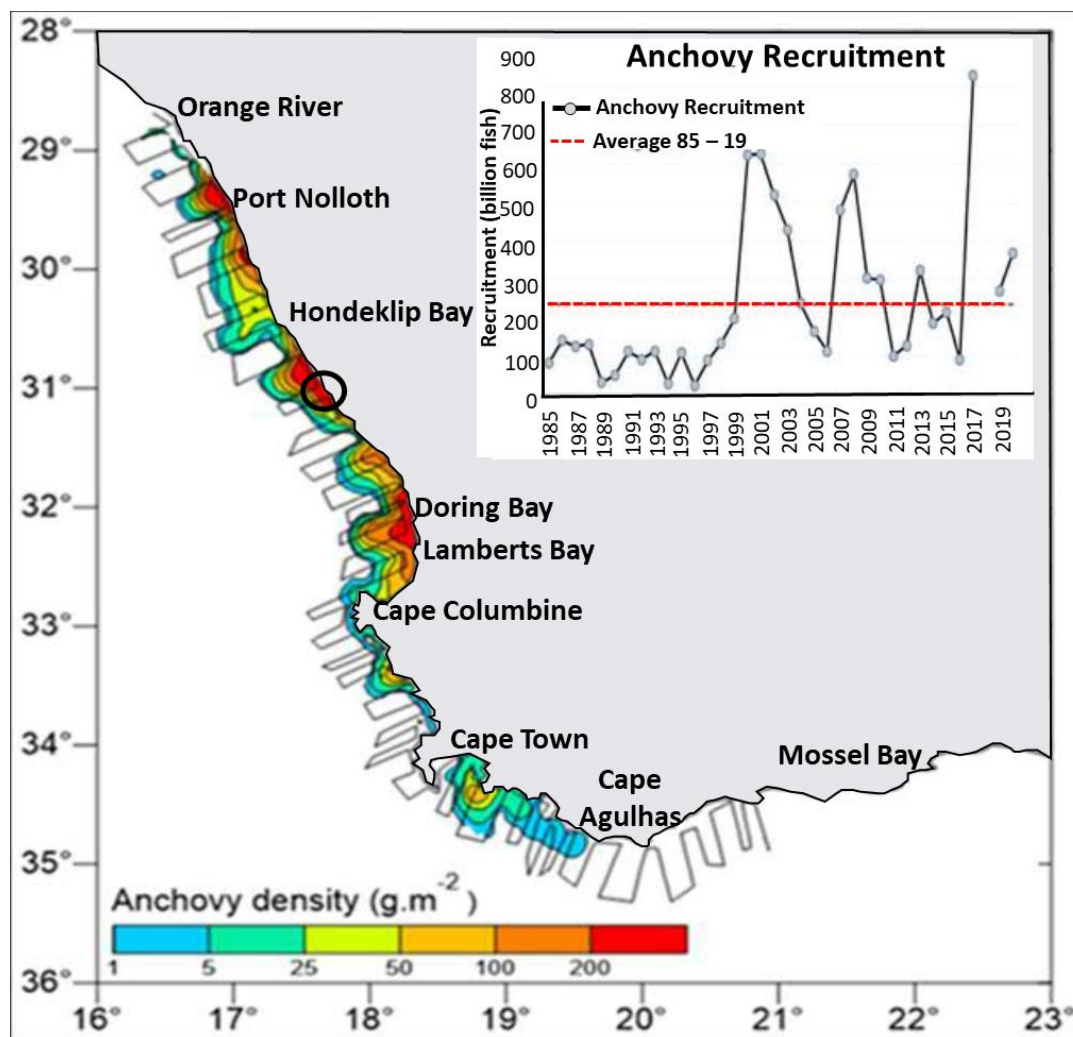 28°
29°
30°
31°
32°
33°
34°
35°
36°
16°
17°
18°
19°
20°
21°
22°
23°
Orange River
Port Nolloth
Hondeklip Bay
Doring Bay
Lamberts Bay
Cape Columbine
Cape Town
Cape
Agulhas
Mossel Bay
Anchovy density (g.m⁻²)
1 5 25 50 100 200
Anchovy Recruitment
Anchovy Recruitment
Average 85 – 19
Recruitment (billion fish)
900
800
700
600
500
400
300
200
100
0
1985
1987
1989
1991
1993
1995
1997
1999
2001
2003
2005
2007
2009
2011
2013
2015
2017
2019